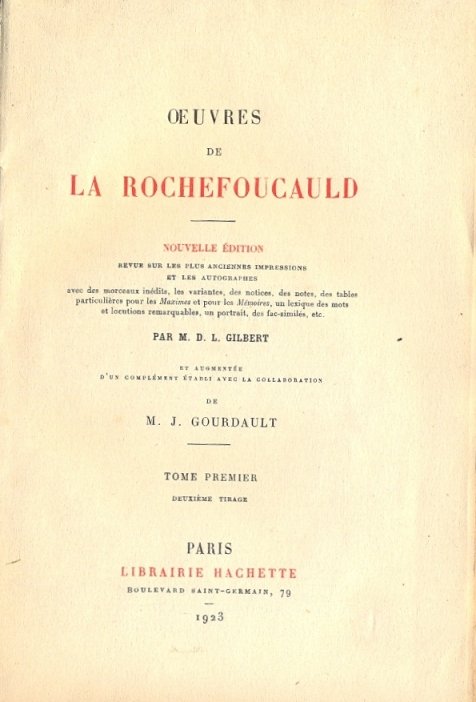 ŒUVRES
DE
LA ROCHEFOUCAULD
NOUVELLE ÉDITION
REVUE SUR LES PLUS ANCIENNES IMPRESSIONS
ET LES AUTOGRAPHES
avec des morceaux inédits, les variantes, des notices, des notes, des tables
particulières pour les Maximes et pour les Mémoires, un lexique des mots
et locutions remarquables, un portrait, des fac-similés, etc.
PAR M. D. L. GILBERT
ET AUGMENTÉE
D'UN COMPLÉMENT ÉTABLI AVEC LA COLLABORATION
DE
M. J. GOURDAULT
TOME PREMIER
DEUXIÈME TIRAGE
PARIS
LIBRAIRIE HACHETTE
BOULEVARD SAINT-GERMAIN, 79
1923